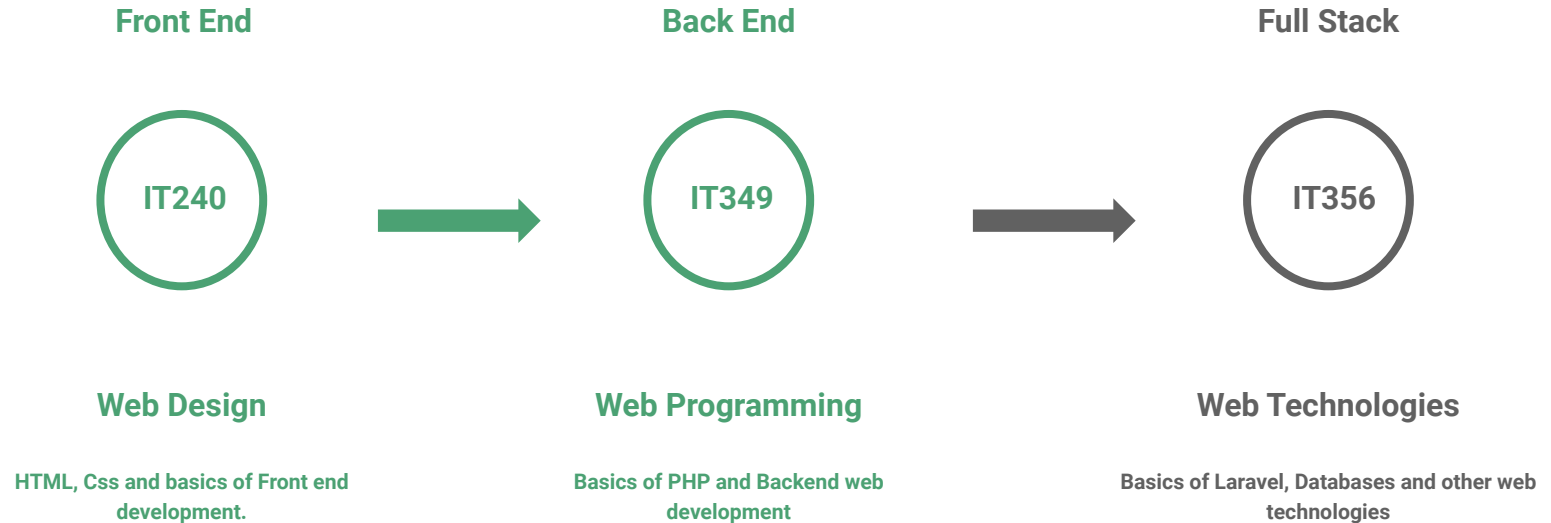 Front End
Back End
Full Stack
IT240
IT349
IT356
Web Design
Web Programming
Web Technologies
HTML, Css and basics of Front end
development.
Basics of PHP and Backend web
development
Basics of Laravel, Databases and other web
technologies